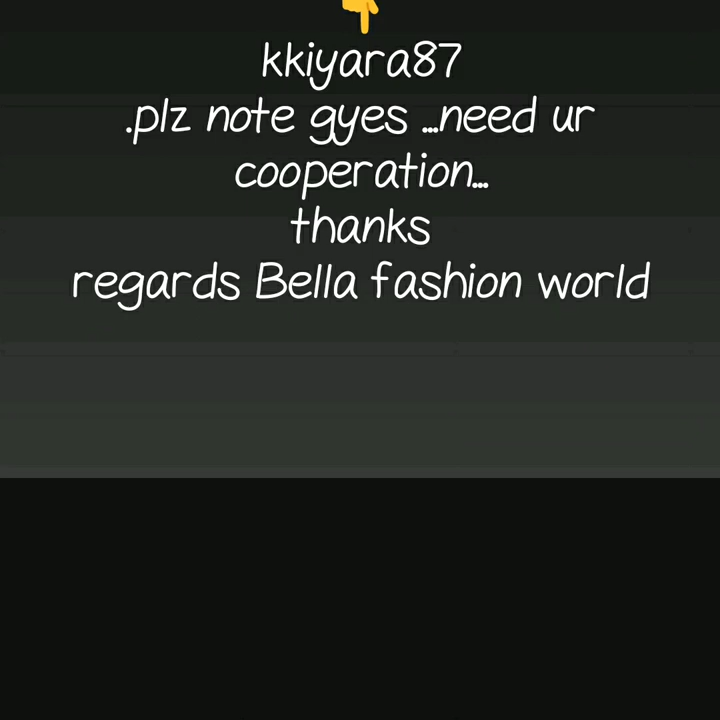 kkiyara87
.plz note gyes ...need ur
cooperation...
thanks
regards Bella fashion world